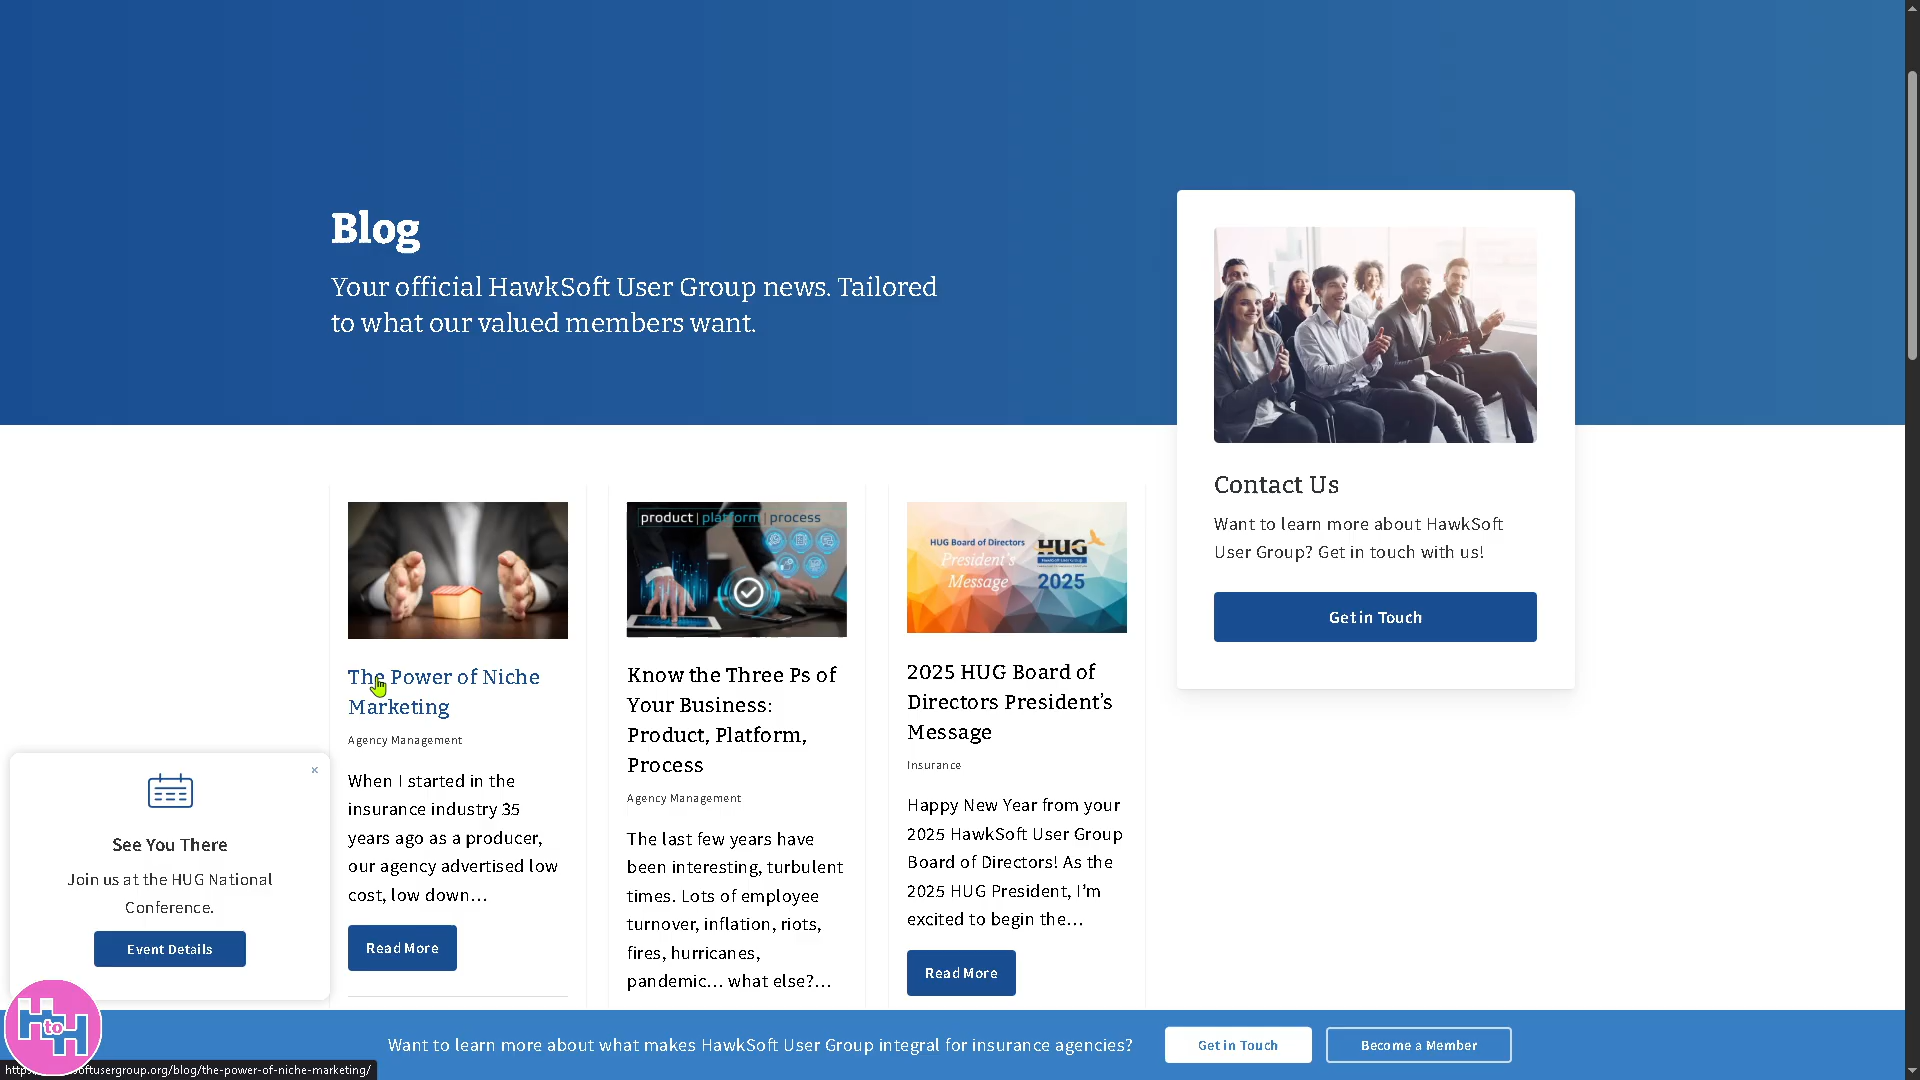 Blog
Your official HawkSoft User Group news. Tailored
to what our valued members want.
product | platform | process
HUG Board of Directors
President's
Message
HUG
2025
The Power of Niche
Marketing
Agency Management
When I started in the
insurance industry 35
years ago as a producer,
our agency advertised low
cost, low down...
Read More
Know the Three Ps of
Your Business:
Product, Platform,
Process
Agency Management
The last few years have
been interesting, turbulent
times. Lots of employee
turnover, inflation, riots,
fires, hurricanes,
pandemic... what else?...
2025 HUG Board of
Directors President’s
Message
Insurance
Happy New Year from your
2025 HawkSoft User Group
Board of Directors! As the
2025 HUG President, I’m
excited to begin the...
Read More
Contact Us
Want to learn more about HawkSoft
User Group? Get in touch with us!
Get in Touch
×
See You There
Join us at the HUG National
Conference.
Event Details
H to H
Want to learn more about what makes HawkSoft User Group integral for insurance agencies?
Get in Touch
Become a Member
oftusergroup.org/blog/the-power-of-niche-marketing/